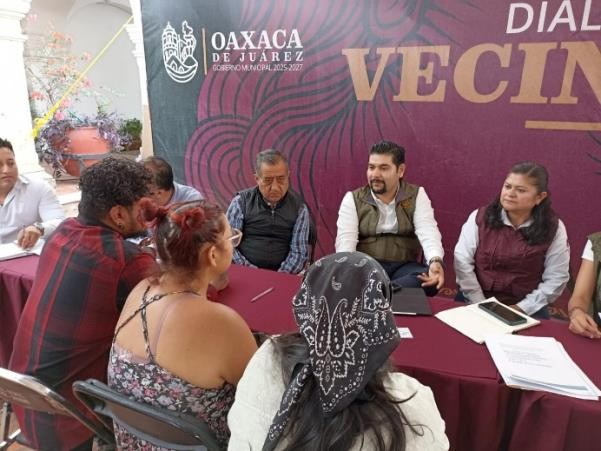 OAXACA
DE JUÁREZ
GOBIERNO MUNICIPAL 2025-2027
DIAL
VECIN